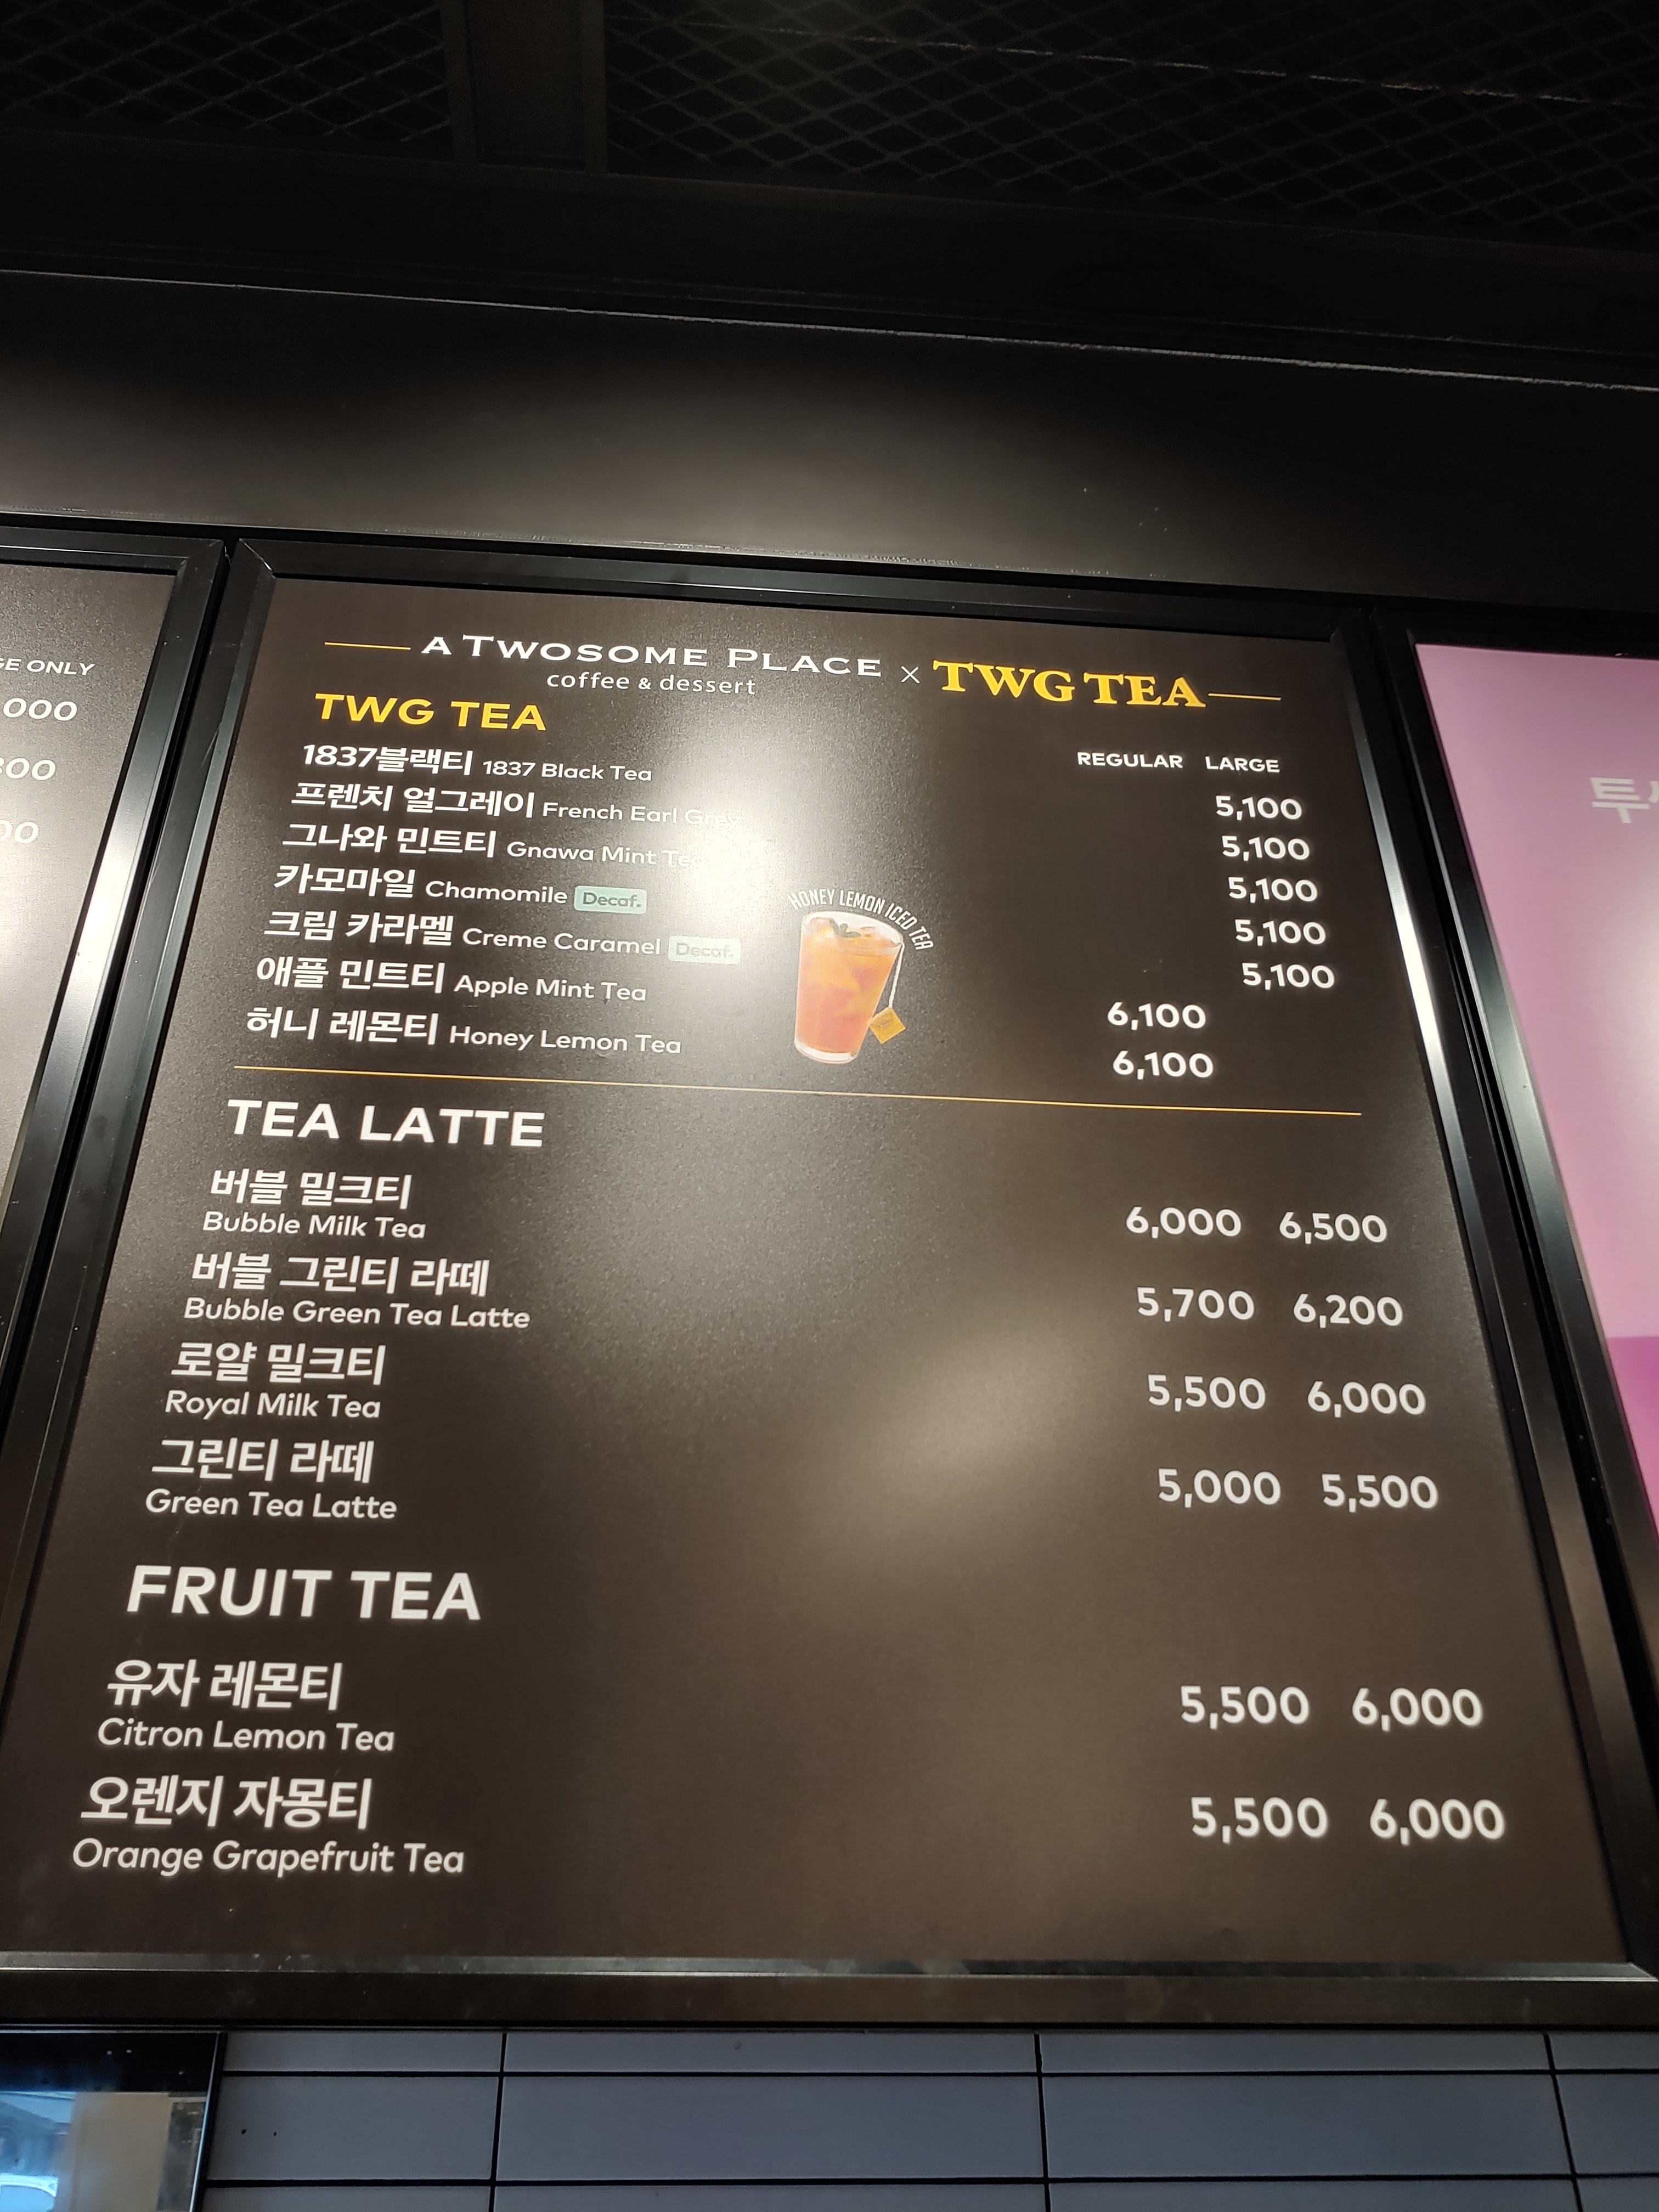 A TWOSOME PLACE × TWG TEA
coffee & dessert
TWG TEA
REGULAR LARGE
1837블랙티 1837 Black Tea 5,100
프렌치 얼그레이 French Earl Grey 5,100
그나와 민트티 Gnawa Mint Tea 5,100
카모마일 Chamomile Decaf. 5,100
크림 카라멜 Creme Caramel Decaf. 5,100
애플 민트티 Apple Mint Tea 6,100
허니 레몬티 Honey Lemon Tea 6,100
HONEY LEMON ICED TEA
TEA LATTE
버블 밀크티
Bubble Milk Tea
6,000 6,500
버블 그린티 라떼
Bubble Green Tea Latte
5,700 6,200
로얄 밀크티
Royal Milk Tea
5,500 6,000
그린티 라떼
Green Tea Latte
5,000 5,500
FRUIT TEA
유자 레몬티
Citron Lemon Tea
5,500 6,000
오렌지 자몽티
Orange Grapefruit Tea
5,500 6,000
ONLY